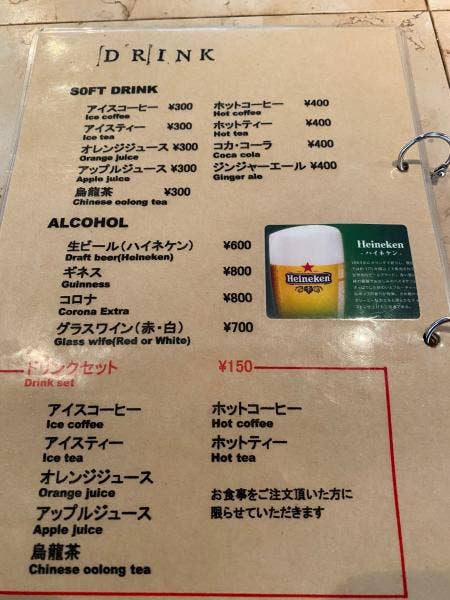 DRINK
SOFT DRINK
アイスコーヒー ¥300
Ice coffee
アイスティー ¥300
Ice tea
オレンジジュース ¥300
Orange juice
アップルジュース ¥300
Apple juice
烏龍茶 ¥300
Chinese oolong tea
ホットコーヒー ¥400
Hot coffee
ホットティー ¥400
Hot tea
コカ・コーラ ¥400
Coca cola
ジンジャーエール ¥400
Ginger ale
ALCOHOL
生ビール(ハイネケン) ¥600
Draft beer(Heineken)
ギネス ¥800
Guinness
コロナ ¥800
Corona Extra
グラスワイン(赤・白) ¥700
Glass wife(Red or White)
Heineken
Heineken
-ハイネケン-
ドリンクセット ¥150
Drink set
アイスコーヒー
Ice coffee
アイスティー
Ice tea
オレンジジュース
Orange juice
アップルジュース
Apple juice
烏龍茶
Chinese oolong tea
ホットコーヒー
Hot coffee
ホットティー
Hot tea
お食事をご注文頂いた方に
限らせていただきます